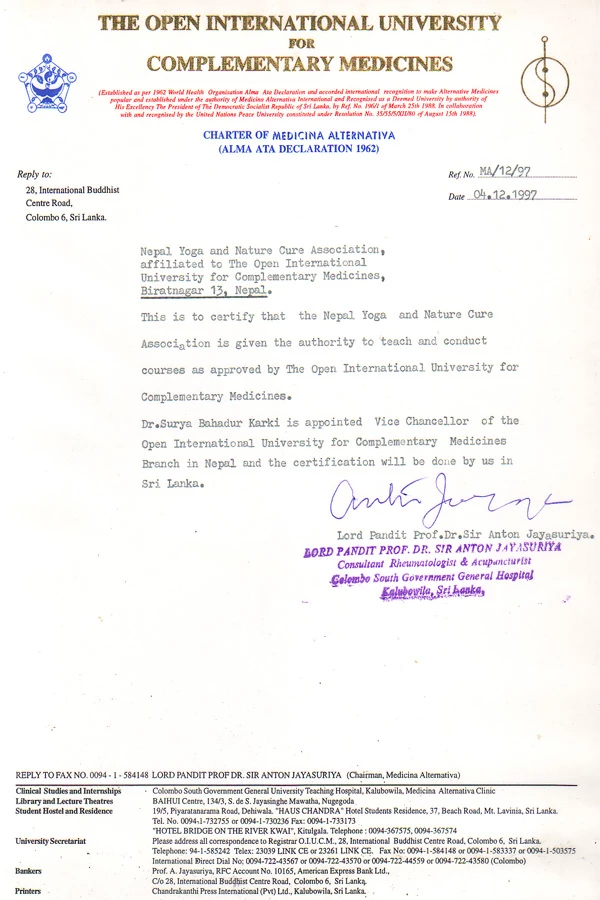 THE OPEN INTERNATIONAL UNIVERSITY
FOR
COMPLEMENTARY MEDICINES
(Established as per 1962 World Health Organisation Alma Ata Declaration and accorded international recognition to make Alternative Medicines
popular and established under the authority of Medicina Alternativa International and Recognized as a Deemed University by authority of
His Excellency The President of The Democratic Socialist Republic of Sri Lanka, by Ref. No. 196/1 of March 25th 1988. In collaboration
with and recognised by the United Nations Peace University constituted under Resolution No. 35/55/5/XII/80 of August 15th 1988).
CHARTER OF MEDICINA ALTERNATIVA
(ALMA ATA DECLARATION 1962)
Reply to:
28, International Buddhist
Centre Road,
Colombo 6, Sri Lanka.
Ref. No. MA/12/97
Date 04.12.1997
Nepal Yoga and Nature Cure Association,
affiliated to The Open International
University for Complementary Medicines,
Biratnagar 13, Nepal.
This is to certify that the Nepal Yoga and Nature Cure
Association is given the authority to teach and conduct
courses as approved by The Open International University for
Complementary Medicines.
Dr.Surya Bahadur Karki is appointed Vice Chancellor of the
Open International University for Complementary Medicines
Branch in Nepal and the certification will be done by us in
Sri Lanka.
Lord Pandit Prof.Dr.Sir Anton Jayasuriya.
LORD PANDIT PROF. DR. SIR ANTON JAYASURIYA
Consultant Rheumatologist & Acupuncturist
Colombo South Government General Hospital
Kalubowila, Sri Lanka,
REPLY TO FAX NO. 0094 - 1 - 584148 LORD PANDIT PROF DR. SIR ANTON JAYASURIYA (Chairman, Medicina Alternativa)
Clinical Studies and Internships Colombo South Government General University Teaching Hospital, Kalubowila, Medicina Alternativa Clinic
Library and Lecture Theatres BAIHUI Centre, 134/3, S. de S. Jayasinghe Mawatha, Nugegoda
Student Hostel and Residence 19/5, Piyaratanarama Road, Dehiwala. "HAUS CHANDRA" Hotel Students Residence, 37, Beach Road, Mt. Lavinia, Sri Lanka.
Tel. No. 0094-1-732755 or 0094-1-730236 Fax: 0094-1-733173
"HOTEL BRIDGE ON THE RIVER KWAI", Kitulgala. Telephone : 0094-367575, 0094-367574
University Secretariat Please address all correspondence to Registrar O.I.U.C.M., 28, International Buddhist Centre Road, Colombo 6, Sri Lanka.
Telephone: 94-1-585242 Telex: 23039 LINK CE or 23261 LINK CE. Fax No: 0094-1-584148 or 0094-1-583337 or 0094-1-503575
International Direct Dial No; 0094-722-43567 or 0094-722-43570 or 0094-722-44559 or 0094-722-43580 (Colombo)
Bankers Prof. A. Jayasuriya, RFC Account No. 10165, American Express Bank Ltd.,
C/o 28, International Buddhist Centre Road, Colombo 6, Sri Lanka.
Printers Chandrakanthi Press International (Pvt) Ltd., Kalubowila, Sri Lanka.